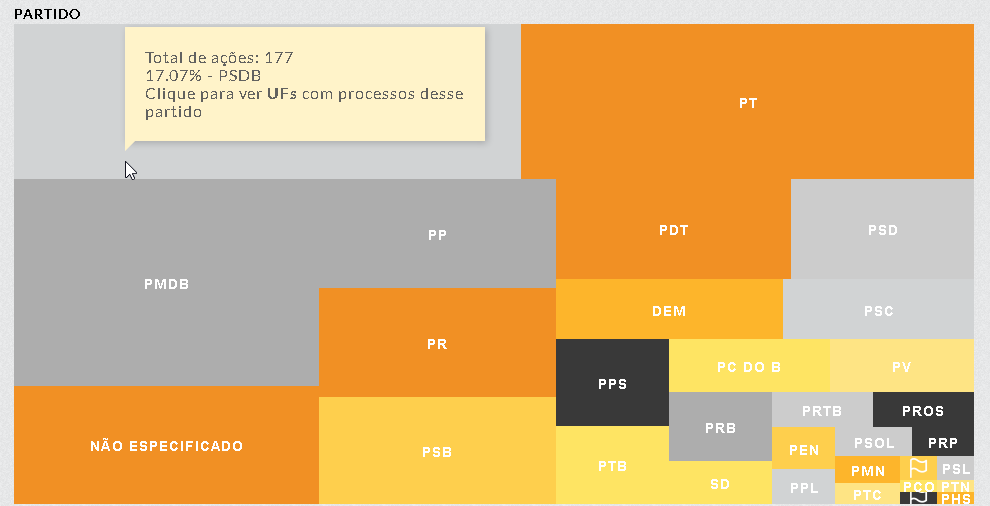 PARTIDO
Total de ações: 177
17.07% - PSDB
Clique para ver UFs com processos desse
partido
PT
PMDB
PP
PDT
PSD
PR
DEM
PSC
NÃO ESPECIFICADO
PSB
PPS
PC DO B
PV
PTB
PRB
PRTB
PROS
SD
PEN
PSOL
PRP
PPL
PMN
PSL
PTC
PCO
PTN
PHS